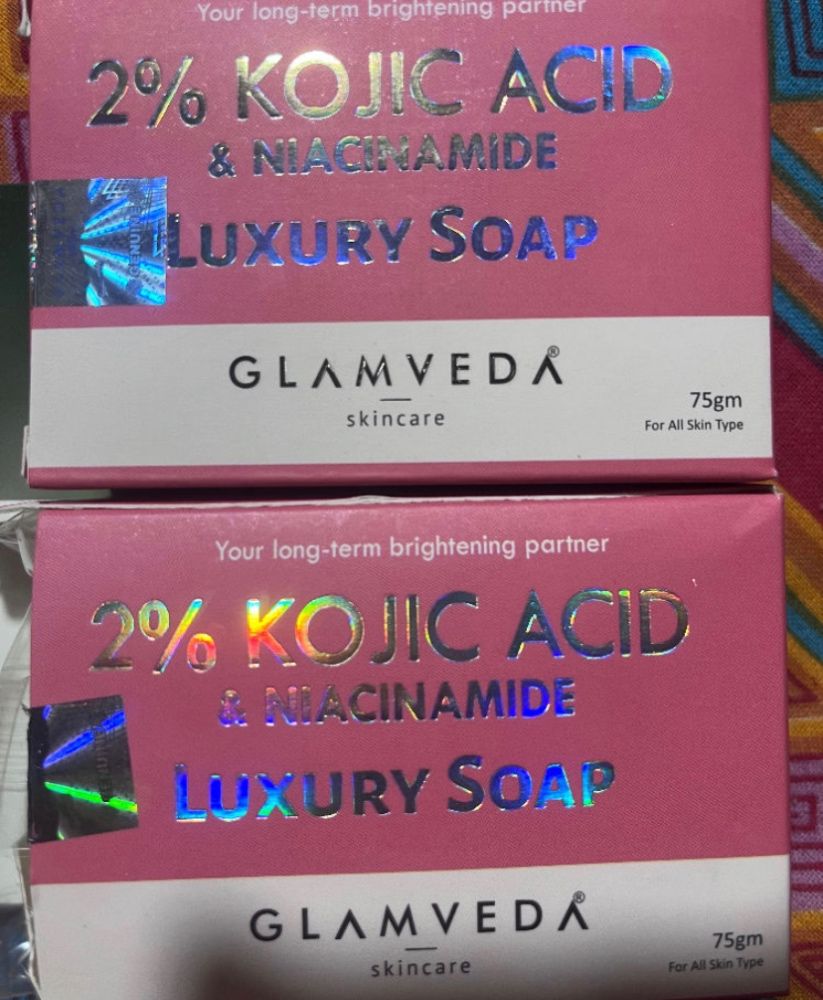 Your long-term brightening partner
2% KOJIC ACID
& NIACINAMIDE
LUXURY SOAP
GENUINE
GLAMVEDA®
skincare
75gm
For All Skin Type
Your long-term brightening partner
2% KOJIC ACID
& NIACINAMIDE
LUXURY SOAP
GLAMVEDA®
skincare
75gm
For All Skin Type